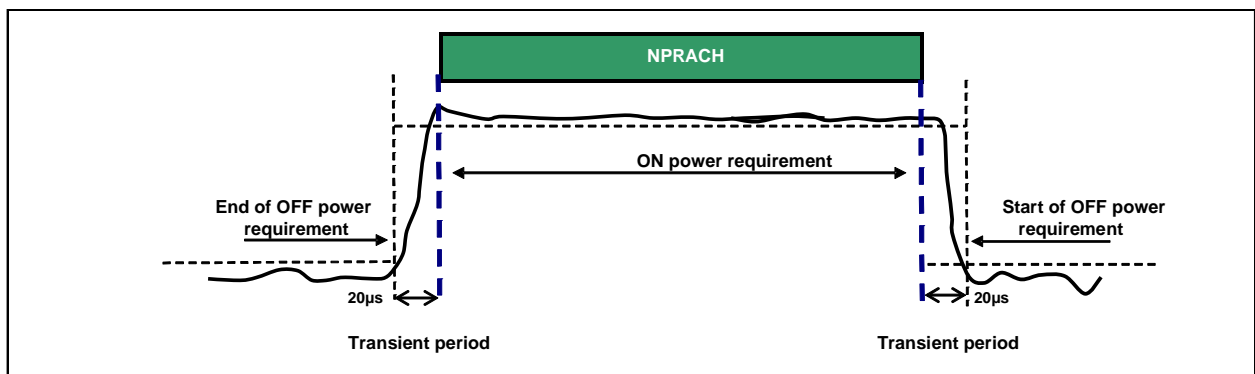 NPRACH
ON power requirement
End of OFF power
requirement
Start of OFF power
requirement
20µs
20µs
Transient period
Transient period